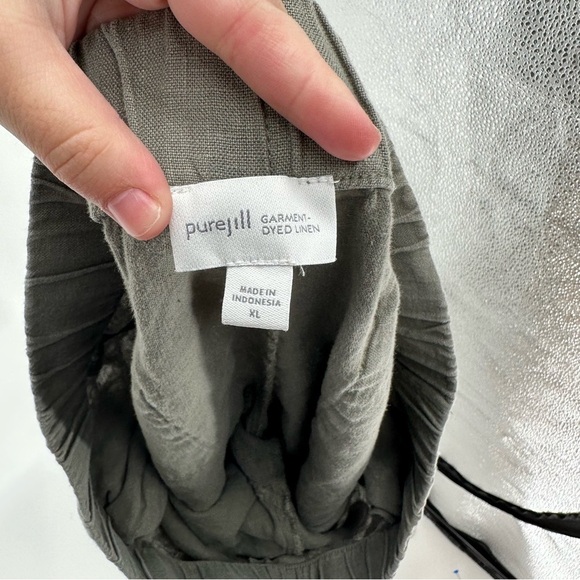 purejill GARMENT-
DYED LINEN
MADE IN
INDONESIA
XL